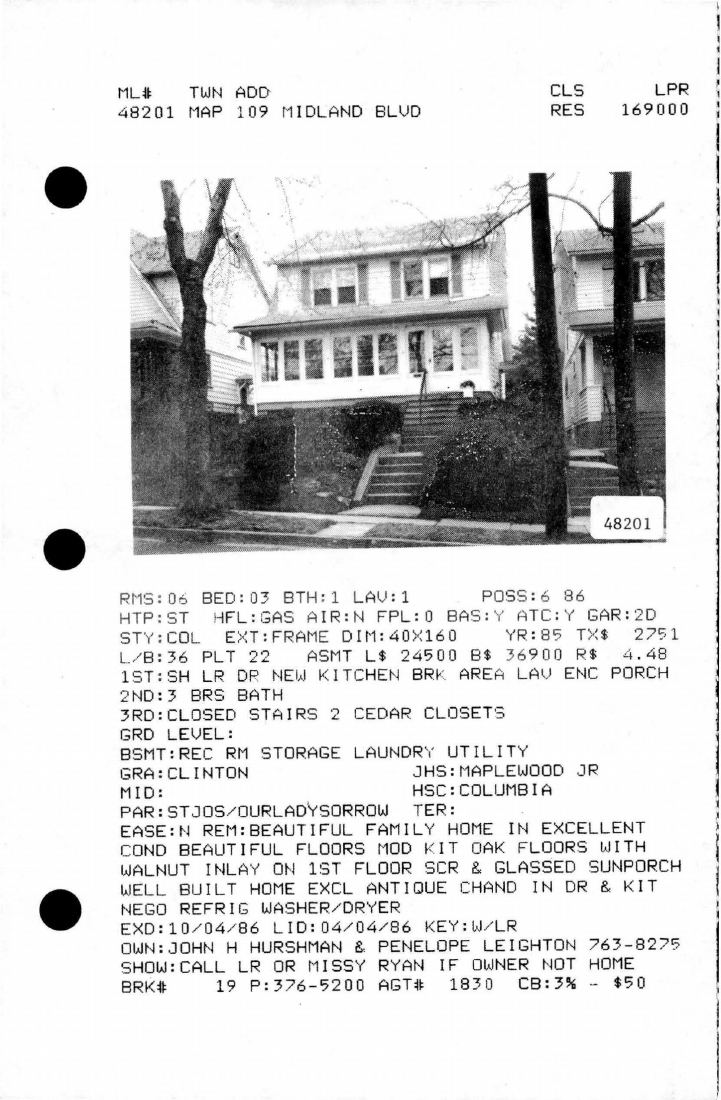 ML# TWN ADD CLS LPR
48201 MAP 109 MIDLAND BLVD RES 169000
48201
RMS:06 BED:03 BTH:1 LAV:1 POSS:6 86
HTP:ST HFL:GAS AIR:N FPL:0 BAS:Y ATC:Y GAR:2D
STY:COL EXT:FRAME DIM:40X160 YR:85 TX$ 2751
L/B:36 PLT 22 ASMT L$ 24500 B$ 36900 R$ 4.48
1ST:SH LR DR NEW KITCHEN BRK AREA LAV ENC PORCH
2ND:3 BRS BATH
3RD:CLOSED STAIRS 2 CEDAR CLOSETS
GRD LEVEL:
BSMT:REC RM STORAGE LAUNDRY UTILITY
GRA:CLINTON JHS:MAPLEWOOD JR
MID: HSC:COLUMBIA
PAR:STJOS/OURLADYSORROW TER:
EASE:N REM:BEAUTIFUL FAMILY HOME IN EXCELLENT
COND BEAUTIFUL FLOORS MOD KIT OAK FLOORS WITH
WALNUT INLAY ON 1ST FLOOR SCR & GLASSED SUNPORCH
WELL BUILT HOME EXCL ANTIQUE CHAND IN DR & KIT
NEGO REFRIG WASHER/DRYER
EXD:10/04/86 LID:04/04/86 KEY:W/LR
OWN:JOHN H HURSHMAN & PENELOPE LEIGHTON 763-8275
SHOW:CALL LR OR MISSY RYAN IF OWNER NOT HOME
BRK# 19 P:376-5200 AGT# 1830 CB:3% - $50